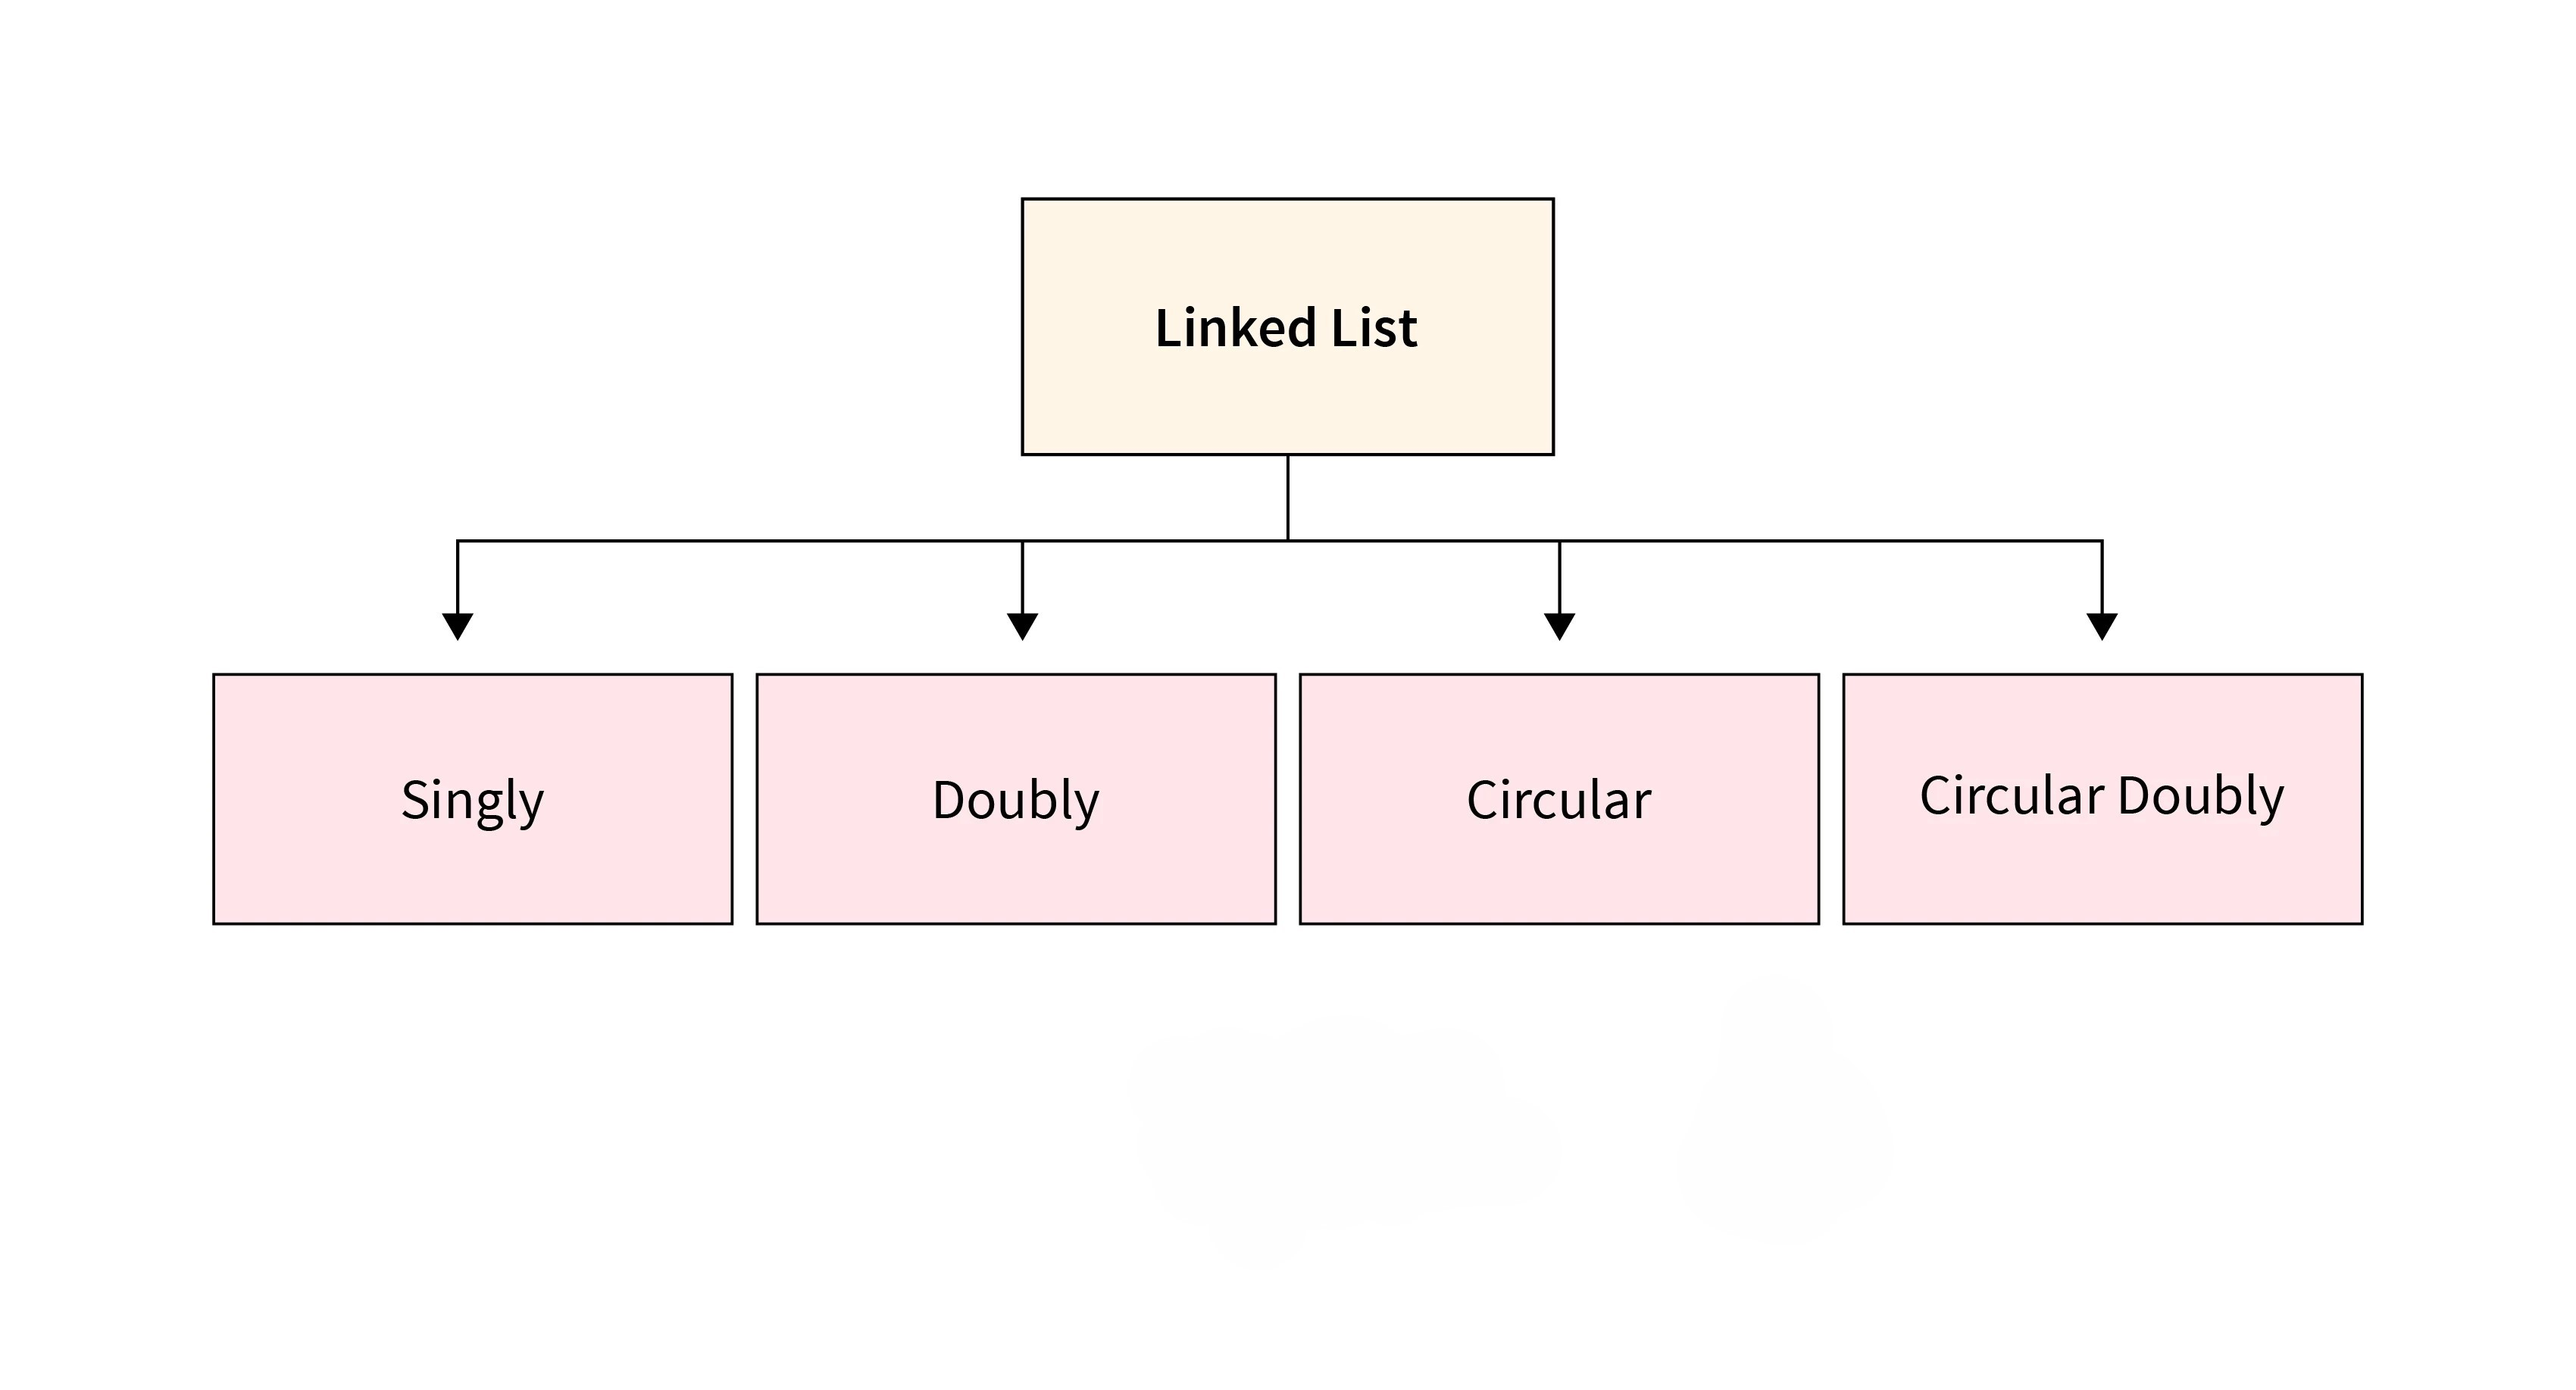 Linked List
Singly
Doubly
Circular
Circular Doubly